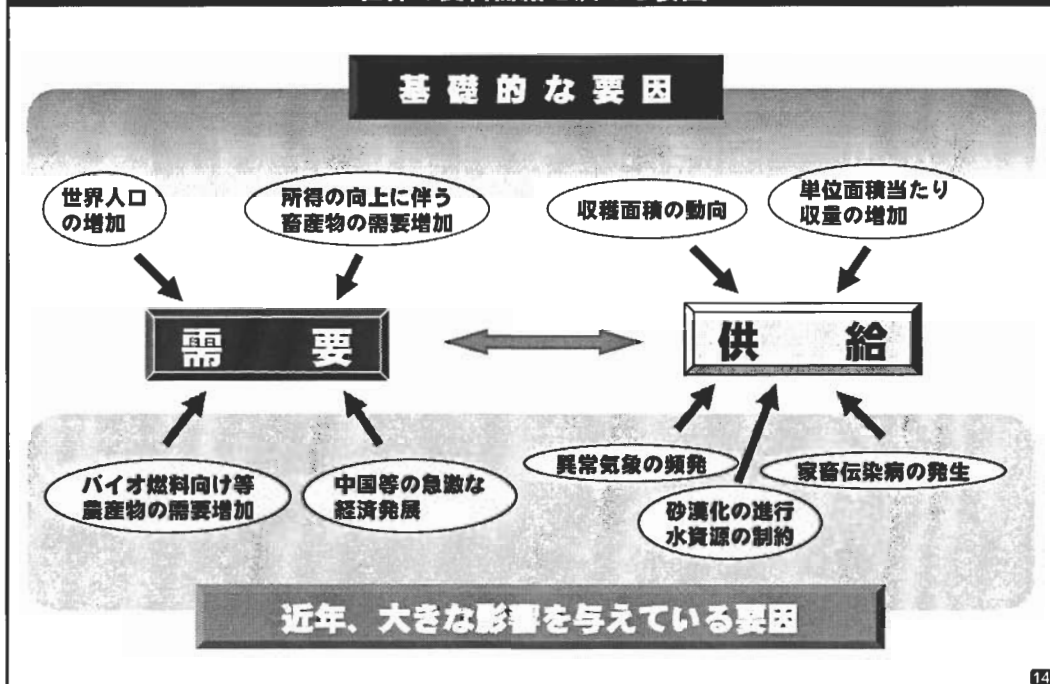 基礎的な要因
世界人口
の増加
所得の向上に伴う
畜産物の需要増加
収穫面積の動向
単位面積当たり
収量の増加
需 要
供 給
バイオ燃料向け等
農産物の需要増加
中国等の急激な
経済発展
異常気象の頻発
砂漠化の進行
水資源の制約
家畜伝染病の発生
近年、大きな影響を与えている要因
14